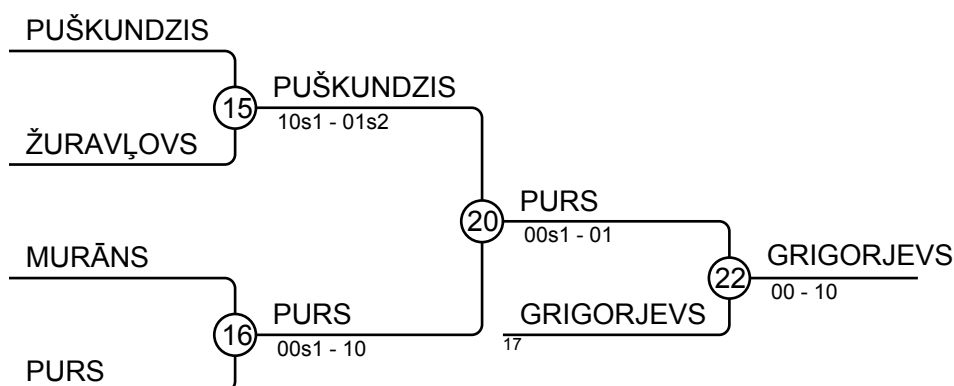 PUŠKUNDZIS
15
PUŠKUNDZIS
10s1 - 01s2
ŽURAVĻOVS
20
PURS
00s1 - 01
MURĀNS
22
GRIGORJEVS
00 - 10
16
PURS
00s1 - 10
GRIGORJEVS
17
PURS